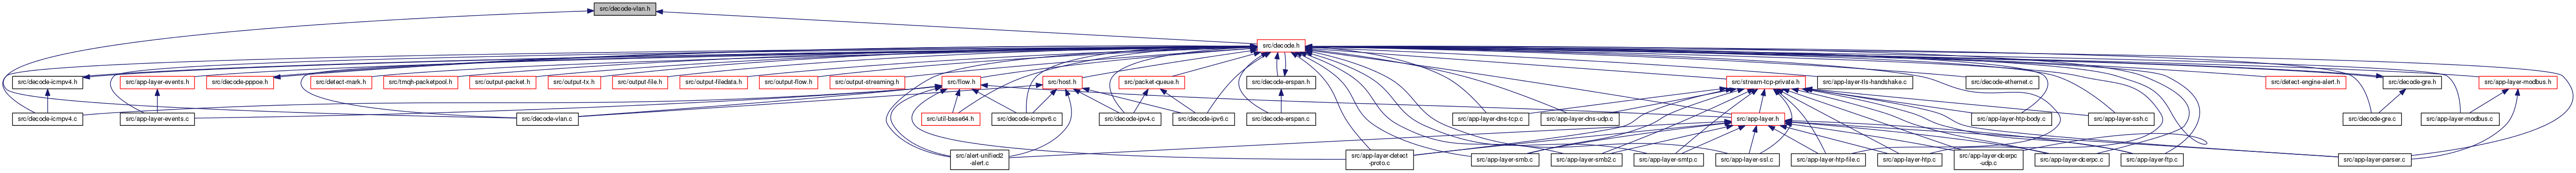 src/decode-vlan.h
src/decode.h
src/decode-icmpv4.h
src/app-layer-events.h
src/decode-pppoe.h
src/detect-mark.h
src/tmqh-packetpool.h
src/output-packet.h
src/output-tx.h
src/output-file.h
src/output-filedata.h
src/output-flow.h
src/output-streaming.h
src/flow.h
src/host.h
src/packet-queue.h
src/decode-erspan.h
src/stream-tcp-private.h
src/app-layer-tls-handshake.c
src/decode-ethernet.c
src/detect-engine-alert.h
src/decode-gre.h
src/app-layer-modbus.h
src/decode-icmpv4.c
src/app-layer-events.c
src/decode-vlan.c
src/util-base64.h
src/decode-icmpv6.c
src/decode-ipv4.c
src/decode-ipv6.c
src/decode-erspan.c
src/app-layer-dns-tcp.c
src/app-layer-dns-udp.c
src/app-layer.h
src/app-layer-htp-body.c
src/app-layer-ssh.c
src/decode-gre.c
src/app-layer-modbus.c
src/alert-unified2
-alert.c
src/app-layer-detect
-proto.c
src/app-layer-smb.c
src/app-layer-smb2.c
src/app-layer-smtp.c
src/app-layer-ssl.c
src/app-layer-htp-file.c
src/app-layer-htp.c
src/app-layer-dcerpc
-udp.c
src/app-layer-dcerpc.c
src/app-layer-ftp.c
src/app-layer-parser.c